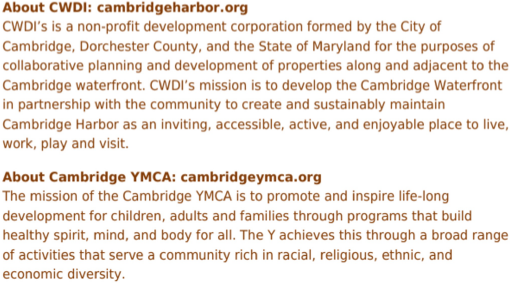 About CWDI: cambridgeharbor.org
CWDI's is a non-profit development corporation formed by the City of
Cambridge, Dorchester County, and the State of Maryland for the purposes of
collaborative planning and development of properties along and adjacent to the
Cambridge waterfront. CWDI's mission is to develop the Cambridge Waterfront
in partnership with the community to create and sustainably maintain
Cambridge Harbor as an inviting, accessible, active, and enjoyable place to live,
work, play and visit.
About Cambridge YMCA: cambridgeymca.org
The mission of the Cambridge YMCA is to promote and inspire life-long
development for children, adults and families through programs that build
healthy spirit, mind, and body for all. The Y achieves this through a broad range
of activities that serve a community rich in racial, religious, ethnic, and
economic diversity.